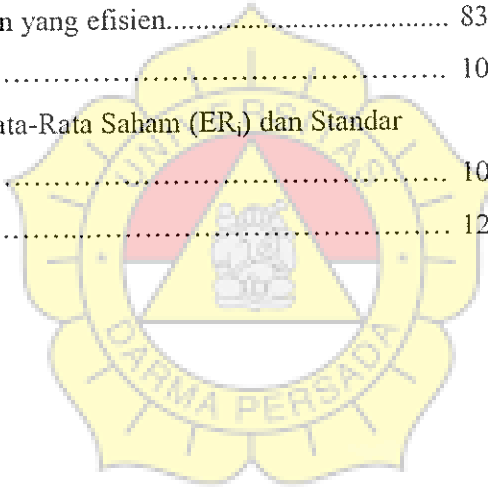 n yang efisien.................................. 83
.................................................... 10
ata-Rata Saham (ERi) dan Standar
.................................................... 10
.................................................... 12
UNIVERSITAS
DARMA PERSADA